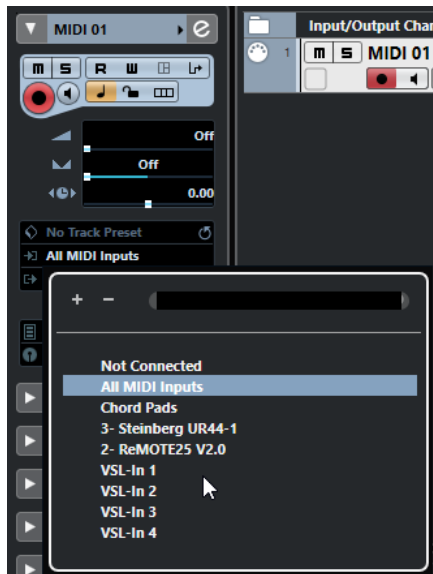 MIDI 01
Input/Output Char
m S R W
1 m S MIDI 01
Off
Off
0.00
No Track Preset
All MIDI Inputs
+ −
Not Connected
All MIDI Inputs
Chord Pads
3- Steinberg UR44-1
2- ReMOTE25 V2.0
VSL-In 1
VSL-In 2
VSL-In 3
VSL-In 4